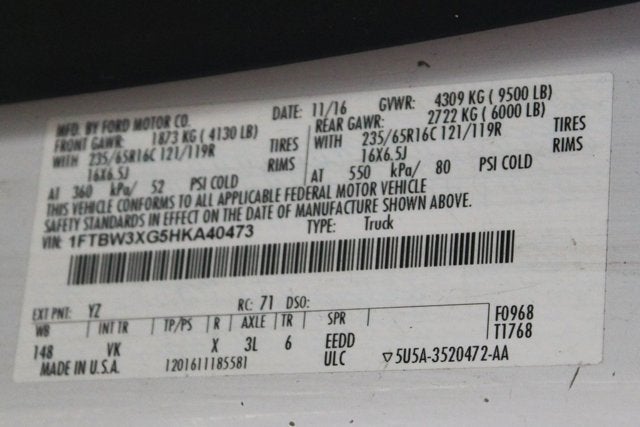 MFD. BY FORD MOTOR CO. DATE: 11/16 GVWR: 4309 KG ( 9500 LB)
FRONT GAWR: 1873 KG ( 4130 LB) REAR GAWR: 2722 KG ( 6000 LB)
WITH 235/65R16C 121/119R TIRES WITH 235/65R16C 121/119R TIRES
16X6.5J RIMS 16X6.5J RIMS
AT 360 kPa/ 52 PSI COLD AT 550 kPa/ 80 PSI COLD
THIS VEHICLE CONFORMS TO ALL APPLICABLE FEDERAL MOTOR VEHICLE
SAFETY STANDARDS IN EFFECT ON THE DATE OF MANUFACTURE SHOWN ABOVE.
VIN: 1FTBW3XG5HKA40473 TYPE: Truck
EXT PNT: YZ RC: 71 DSO:
WB INT TR TP/PS R AXLE TR SPR F0968
148 VK X 3L 6 EEDD T1768
MADE IN U.S.A. 1201611185581 ULC ▽5U5A-3520472-AA